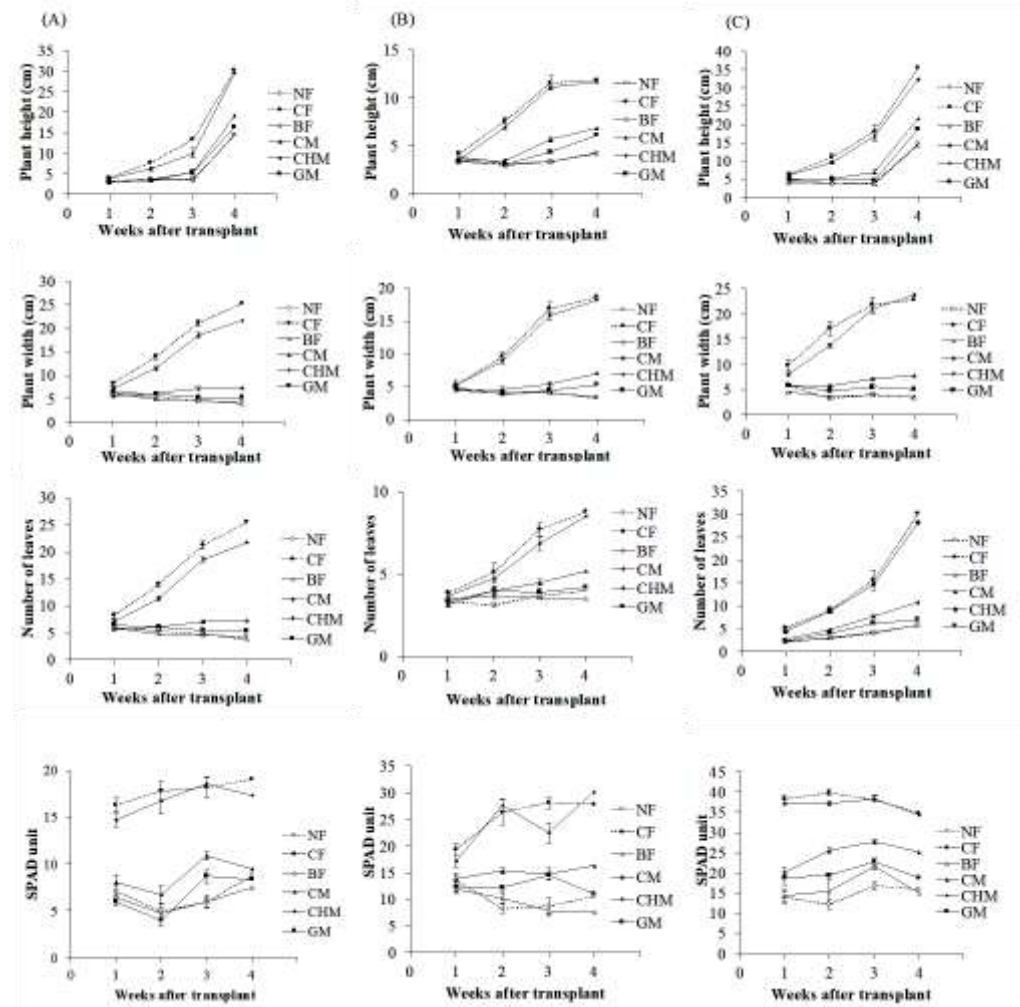 (A)
Plant height (cm)
35
30
25
20
15
10
5
0
0 1 2 3 4
Weeks after transplant
NF
CF
BF
CM
CHM
GM
(B)
Plant height (cm)
15
10
5
0
0 1 2 3 4
Weeks after transplant
NF
CF
BF
CM
CHM
GM
(C)
Plant height (cm)
40
35
30
25
20
15
10
5
0
0 1 2 3 4
Weeks after transplant
NF
CF
BF
CM
CHM
GM
Plant width (cm)
30
25
20
15
10
5
0
0 1 2 3 4
Weeks after transplant
NF
CF
BF
CM
CHM
GM
Plant width (cm)
20
15
10
5
0
0 1 2 3 4
Weeks after transplant
NF
CF
BF
CM
CHM
GM
Plant width (cm)
25
20
15
10
5
0
0 1 2 3 4
Weeks after transplant
NF
CF
BF
CM
CHM
GM
Number of leaves
30
25
20
15
10
5
0
0 1 2 3 4
Weeks after transplant
NF
CF
BF
CM
CHM
GM
Number of leaves
10
5
0
0 1 2 3 4
Weeks after transplant
NF
CF
BF
CM
CHM
GM
Number of leaves
35
30
25
20
15
10
5
0
0 1 2 3 4
Weeks after transplant
NF
CF
BF
CM
CHM
GM
SPAD unit
20
15
10
5
0
0 1 2 3 4
Weeks after transplant
NF
CF
BF
CM
CHM
GM
SPAD unit
35
30
25
20
15
10
5
0
0 1 2 3 4
Weeks after transplant
NF
CF
BF
CM
CHM
GM
SPAD unit
45
40
35
30
25
20
15
10
5
0
0 1 2 3 4
Weeks after transplant
NF
CF
BF
CM
CHM
GM